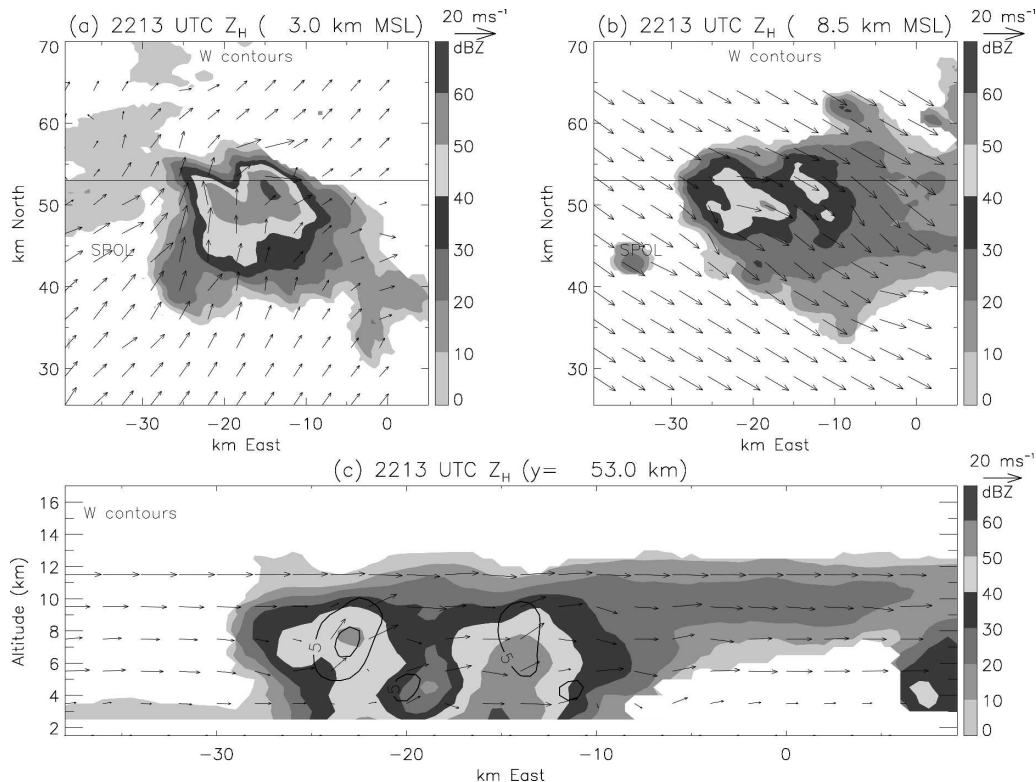 (a) 2213 UTC Z_H ( 3.0 km MSL)
20 ms⁻¹
dBZ
W contours
SPOL
70
60
50
40
30
km North
−30 −20 −10 0
km East
60
50
40
30
20
10
0
(b) 2213 UTC Z_H ( 8.5 km MSL)
20 ms⁻¹
dBZ
W contours
SPOL
70
60
50
40
30
km North
−30 −20 −10 0
km East
60
50
40
30
20
10
0
(c) 2213 UTC Z_H (y= 53.0 km)
20 ms⁻¹
dBZ
W contours
16
14
12
10
8
6
4
2
Altitude (km)
5
5
5
−30 −20 −10 0
km East
60
50
40
30
20
10
0